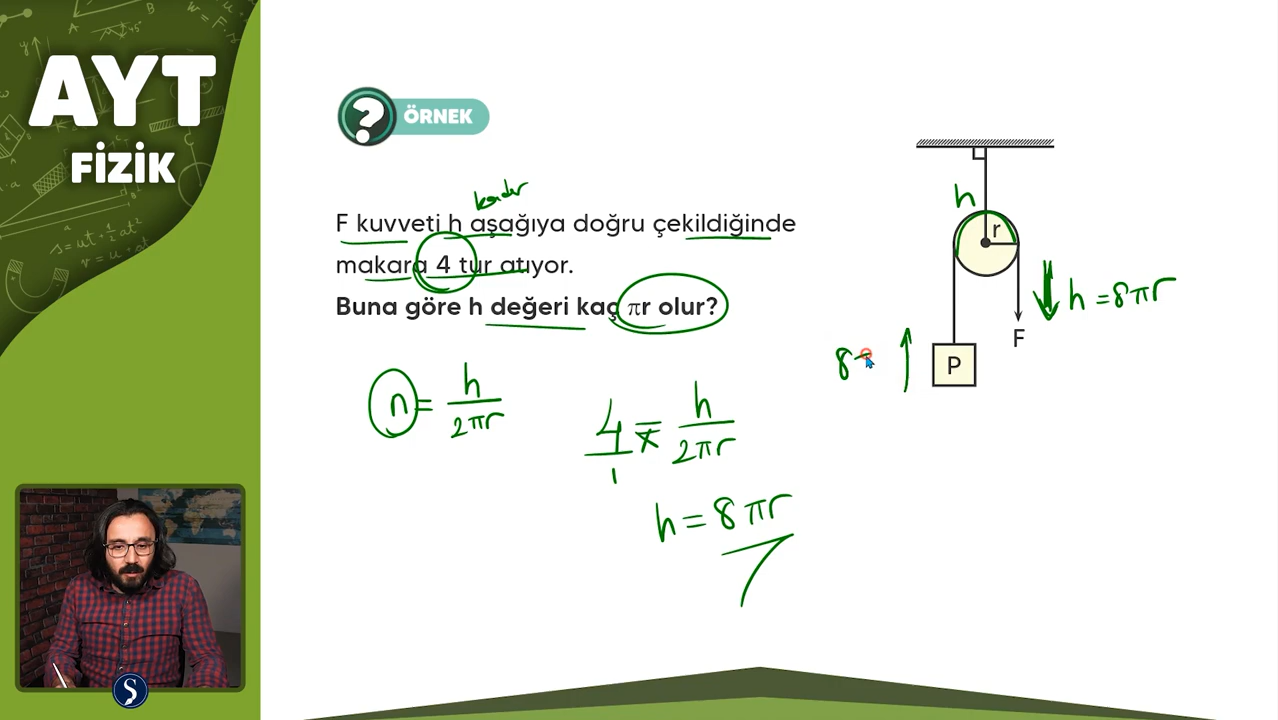 AYT
FİZİK
? ÖRNEK
kadar
F kuvveti h aşağıya doğru çekildiğinde
makara 4 tur atıyor.
Buna göre h değeri kaç πr olur?
n = h / 2πr
4 / 1 = h / 2πr
h = 8πr
h
r
h = 8πr
F
8
P
S